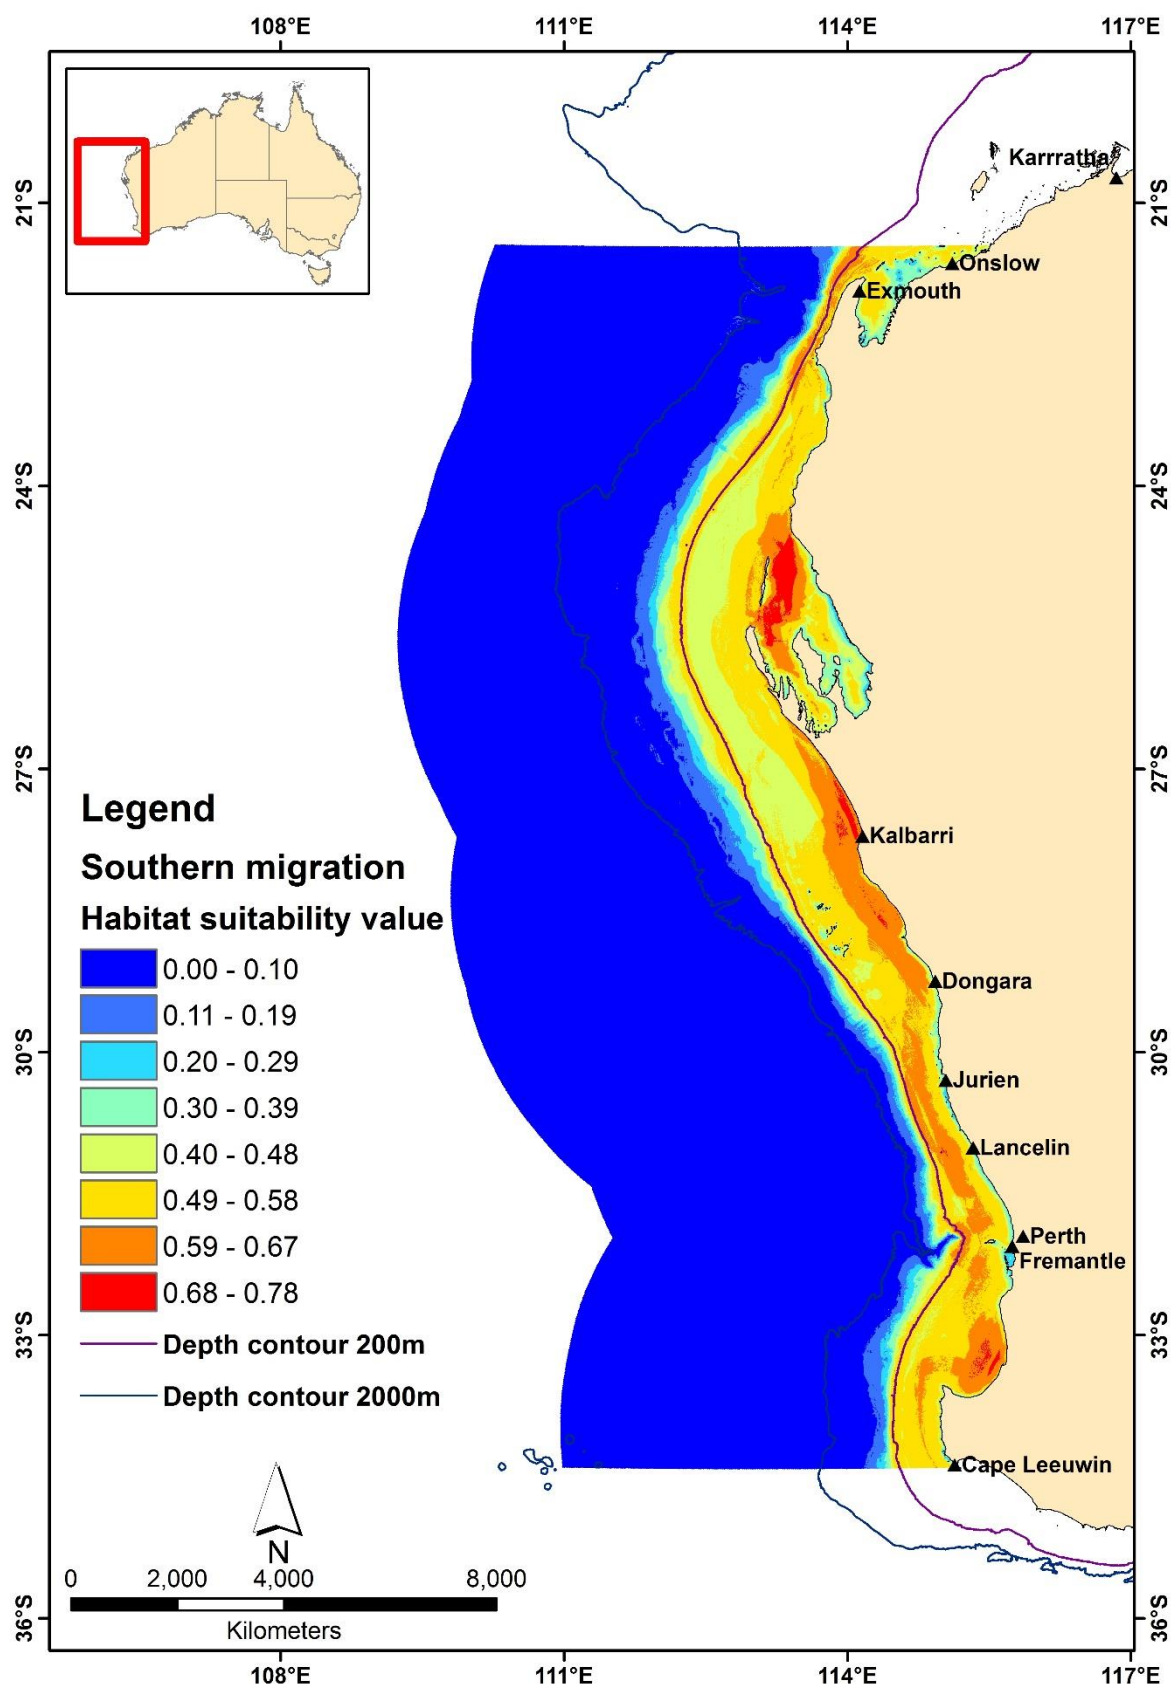 108°E
111°E
114°E
117°E
Karrratha
21°S
21°S
Onslow
Exmouth
24°S
24°S
27°S
27°S
Legend
Kalbarri
Southern migration
Habitat suitability value
0.00 - 0.10
Dongara
0.11 - 0.19
30°S
30°S
0.20 - 0.29
Jurien
0.30 - 0.39
0.40 - 0.48
Lancelin
0.49 - 0.58
0.59 - 0.67
Perth
Fremantle
0.68 - 0.78
33°S
33°S
Depth contour 200m
Depth contour 2000m
Cape Leeuwin
N
0
2,000
4,000
8,000
Kilometers
36°S
36°S
108°E
111°E
114°E
117°E